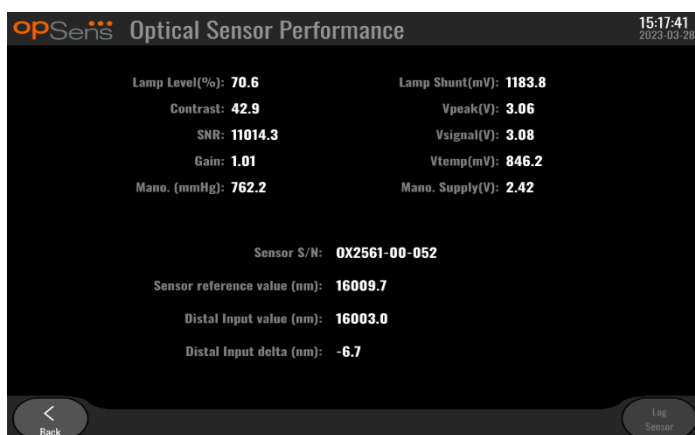 opSens Optical Sensor Performance 15:17:41
2023-03-28
Lamp Level(%): 70.6 Lamp Shunt(mV): 1183.8
Contrast: 42.9 Vpeak(V): 3.06
SNR: 11014.3 Vsignal(V): 3.08
Gain: 1.01 Vtemp(mV): 846.2
Mano. (mmHg): 762.2 Mano. Supply(V): 2.42
Sensor S/N: OX2561-00-052
Sensor reference value (nm): 16009.7
Distal Input value (nm): 16003.0
Distal Input delta (nm): -6.7
< Log
Back Sensor